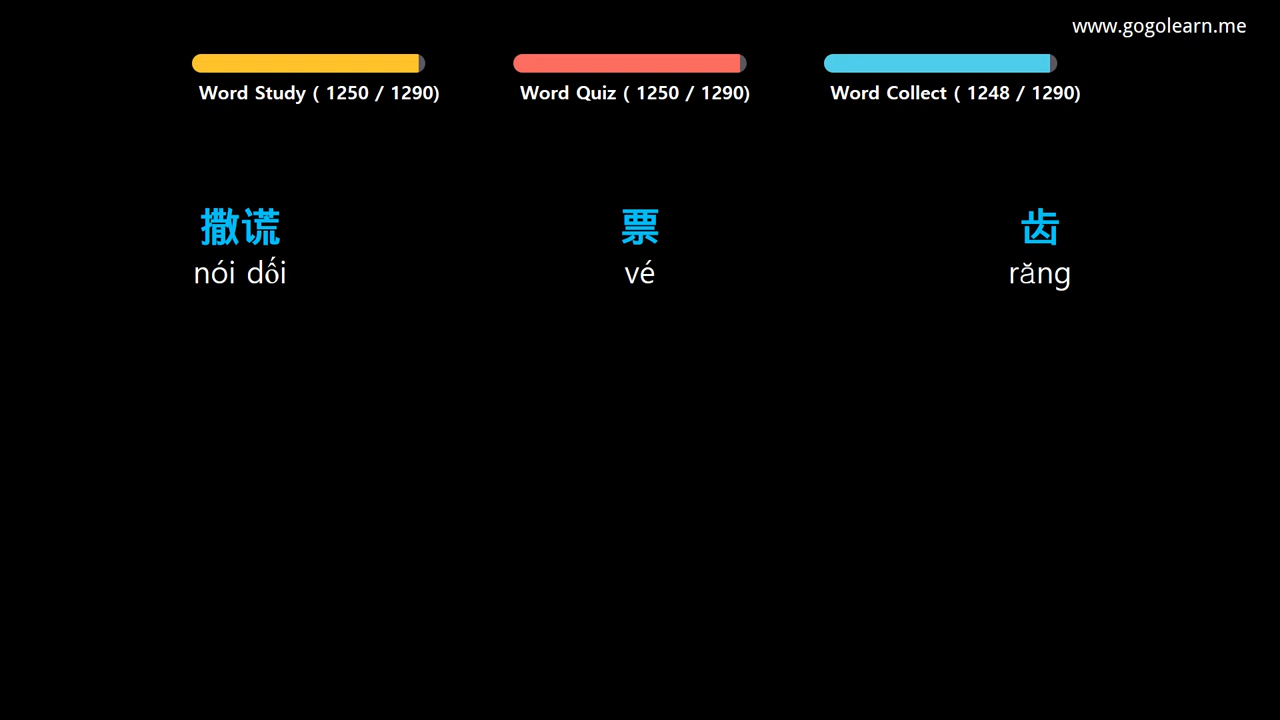 www.gogolearn.me
Word Study ( 1250 / 1290)
Word Quiz ( 1250 / 1290)
Word Collect ( 1248 / 1290)
撒谎
nói dối
票
vé
齿
răng